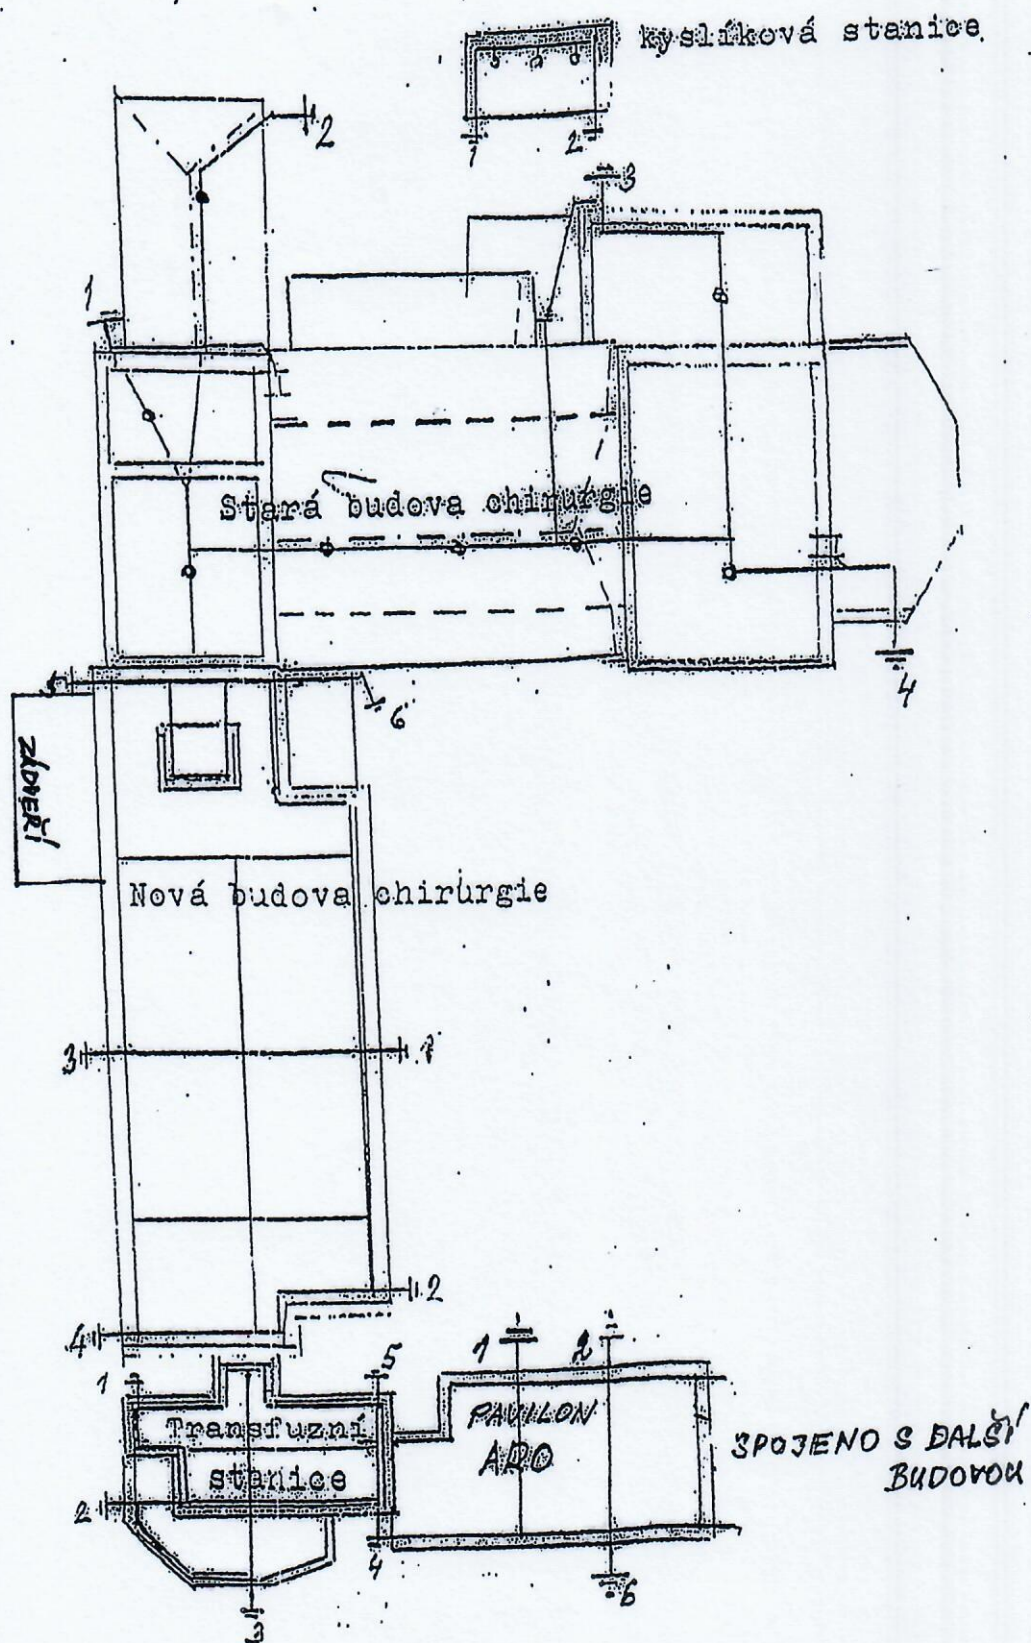 kyslíková stanice
2
1
2
3
1
Stará budova chirurgie
4
6
ZÁDVEŘÍ
Nová budova chirurgie
3
1
2
4
1
2
1
5
Transfuzní
stanice
PAVILON
ARO
SPOJENO S DALŠÍ
BUDOVOU
2
4
6
3